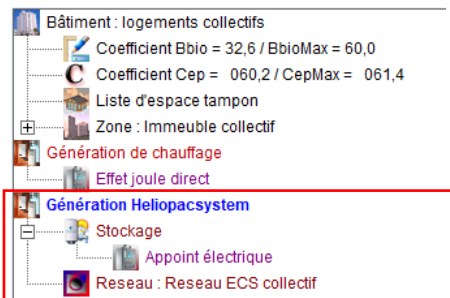 Bâtiment : logements collectifs
Coefficient Bbio = 32,6 / BbioMax = 60,0
C Coefficient Cep = 060,2 / CepMax = 061,4
Liste d'espace tampon
Zone : Immeuble collectif
Génération de chauffage
Effet joule direct
Génération Heliopacsystem
Stockage
Appoint électrique
Reseau : Reseau ECS collectif